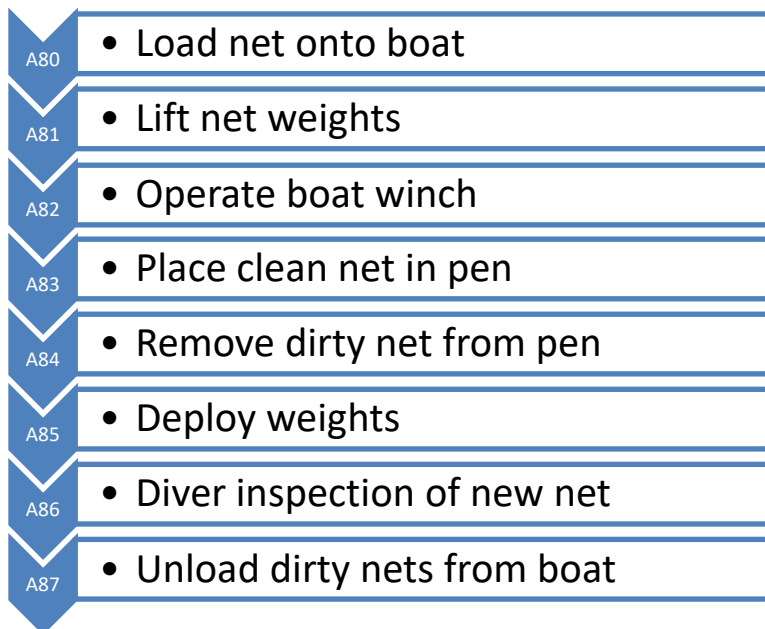 A80 • Load net onto boat
A81 • Lift net weights
A82 • Operate boat winch
A83 • Place clean net in pen
A84 • Remove dirty net from pen
A85 • Deploy weights
A86 • Diver inspection of new net
A87 • Unload dirty nets from boat